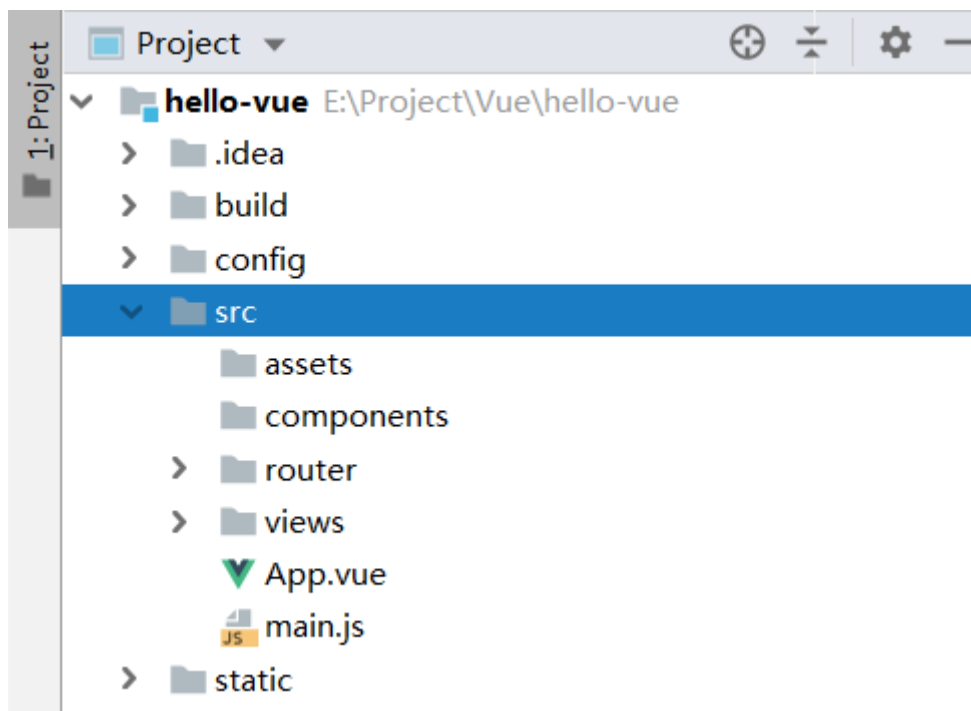 1: Project
Project
hello-vue E:\Project\Vue\hello-vue
.idea
build
config
src
assets
components
router
views
App.vue
JS main.js
static